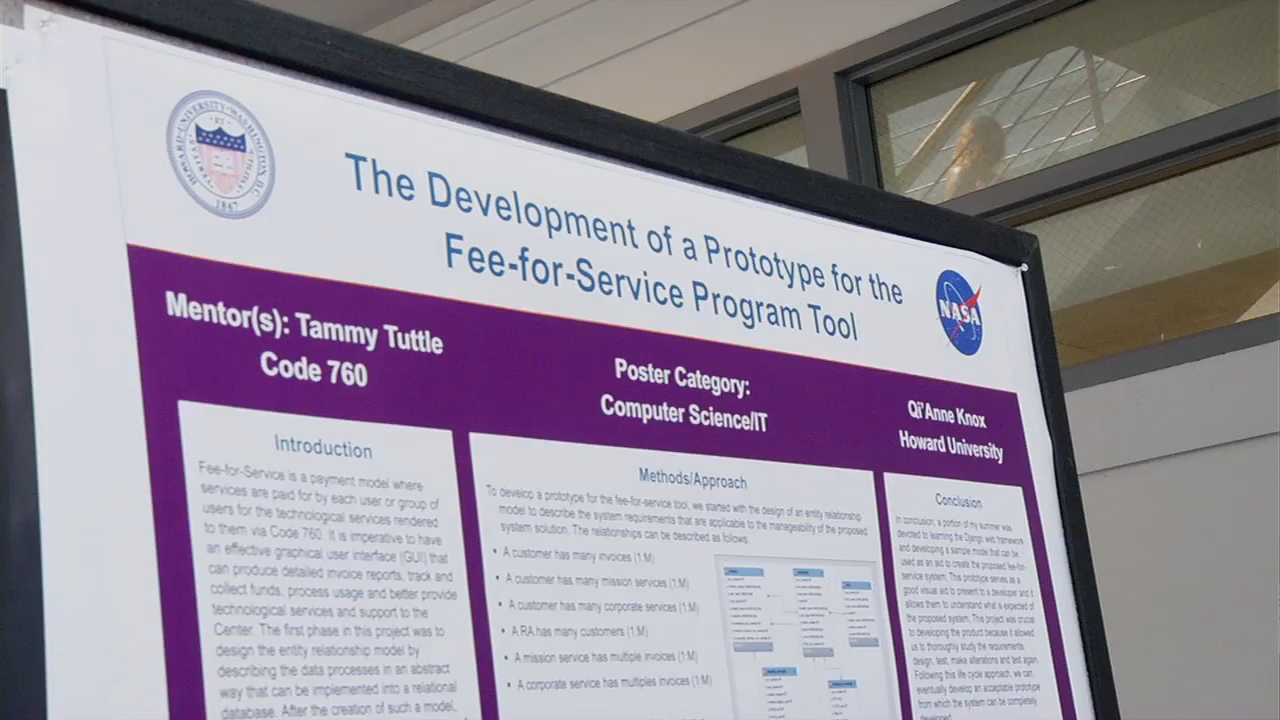 HOWARD UNIVERSITY WASHINGTON, D.C.
ET
VERITAS
UTILITAS
1867
The Development of a Prototype for the
Fee-for-Service Program Tool
NASA
Mentor(s): Tammy Tuttle
Code 760
Poster Category:
Computer Science/IT
Qi'Anne Knox
Howard University
Introduction
Fee-for-Service is a payment model where
services are paid for by each user or group of
users for the technological services rendered
to them via Code 760. It is imperative to have
an effective graphical user interface (GUI) that
can produce detailed invoice reports, track and
collect funds, process usage and better provide
technological services and support to the
Center. The first phase in this project was to
design the entity relationship model by
describing the data processes in an abstract
way that can be implemented into a relational
database. After the creation of such a model,
Methods/Approach
To develop a prototype for the fee-for-service tool, we started with the design of an entity relationship
model to describe the system requirements that are applicable to the manageability of the proposed
system solution. The relationships can be described as follows.
• A customer has many invoices (1:M)
• A customer has many mission services (1:M)
• A customer has many corporate services (1:M)
• A RA has many customers (1:M)
• A mission service has multiple invoices (1:M)
• A corporate service has multiples invoices (1:M)
Conclusion
In conclusion, a portion of my summer was
devoted to learning the Django web framework
and developing a sample model that can be
used as an aid to create the proposed fee-for-
service system. This prototype serves as a
good visual aid to present to a developer and it
allows them to understand what is expected of
the proposed system. This project was crucial
to developing the product because it allowed
us to thoroughly study the requirements,
design, test, make alterations and test again.
Following this life cycle approach, we can
eventually develop an acceptable prototype
from which the system can be completely
developed.